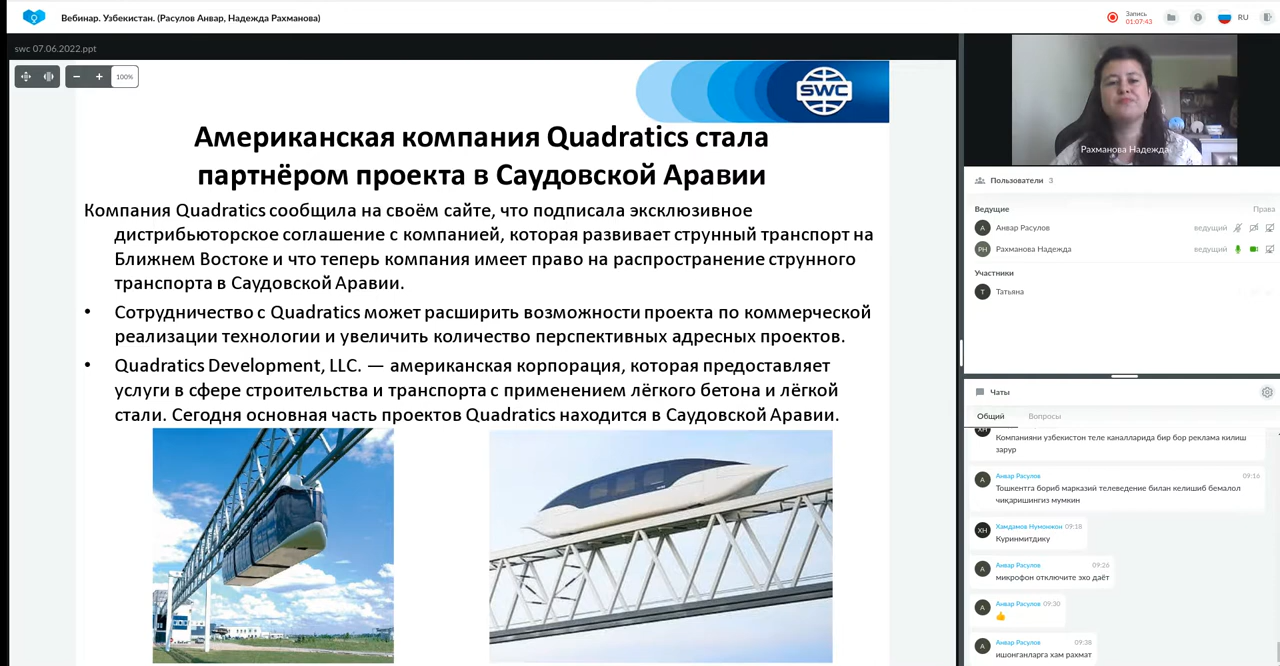 Вебинар. Узбекистан. (Расулов Анвар, Надежда Рахманова)
Запись
01:07:43
RU
swc 07.06.2022.ppt
100%
SWC
Американская компания Quadratics стала
партнёром проекта в Саудовской Аравии
Компания Quadratics сообщила на своём сайте, что подписала эксклюзивное
дистрибьюторское соглашение с компанией, которая развивает струнный транспорт на
Ближнем Востоке и что теперь компания имеет право на распространение струнного
транспорта в Саудовской Аравии.
• Сотрудничество с Quadratics может расширить возможности проекта по коммерческой
реализации технологии и увеличить количество перспективных адресных проектов.
• Quadratics Development, LLC. — американская корпорация, которая предоставляет
услуги в сфере строительства и транспорта с применением лёгкого бетона и лёгкой
стали. Сегодня основная часть проектов Quadratics находится в Саудовской Аравии.
Рахманова Надежда
Пользователи 3
Ведущие Права
А Анвар Расулов ведущий
РН Рахманова Надежда ведущий
Участники
Т Татьяна
Чаты
Общий Вопросы
ХН
Компанияни узбекистон теле каналларида бир бор реклама килиш
зарур
А Анвар Расулов 09:16
Тошкентга бориб марказий телеведение билан келишиб бемалол
чиқаришингиз мумкин
ХН Хамдамов Нумонжон 09:18
Куринмитдику
А Анвар Расулов 09:26
микрофон отключите эхо даёт
А Анвар Расулов 09:30
👍
А Анвар Расулов 09:38
ишонганларга хам рахмат